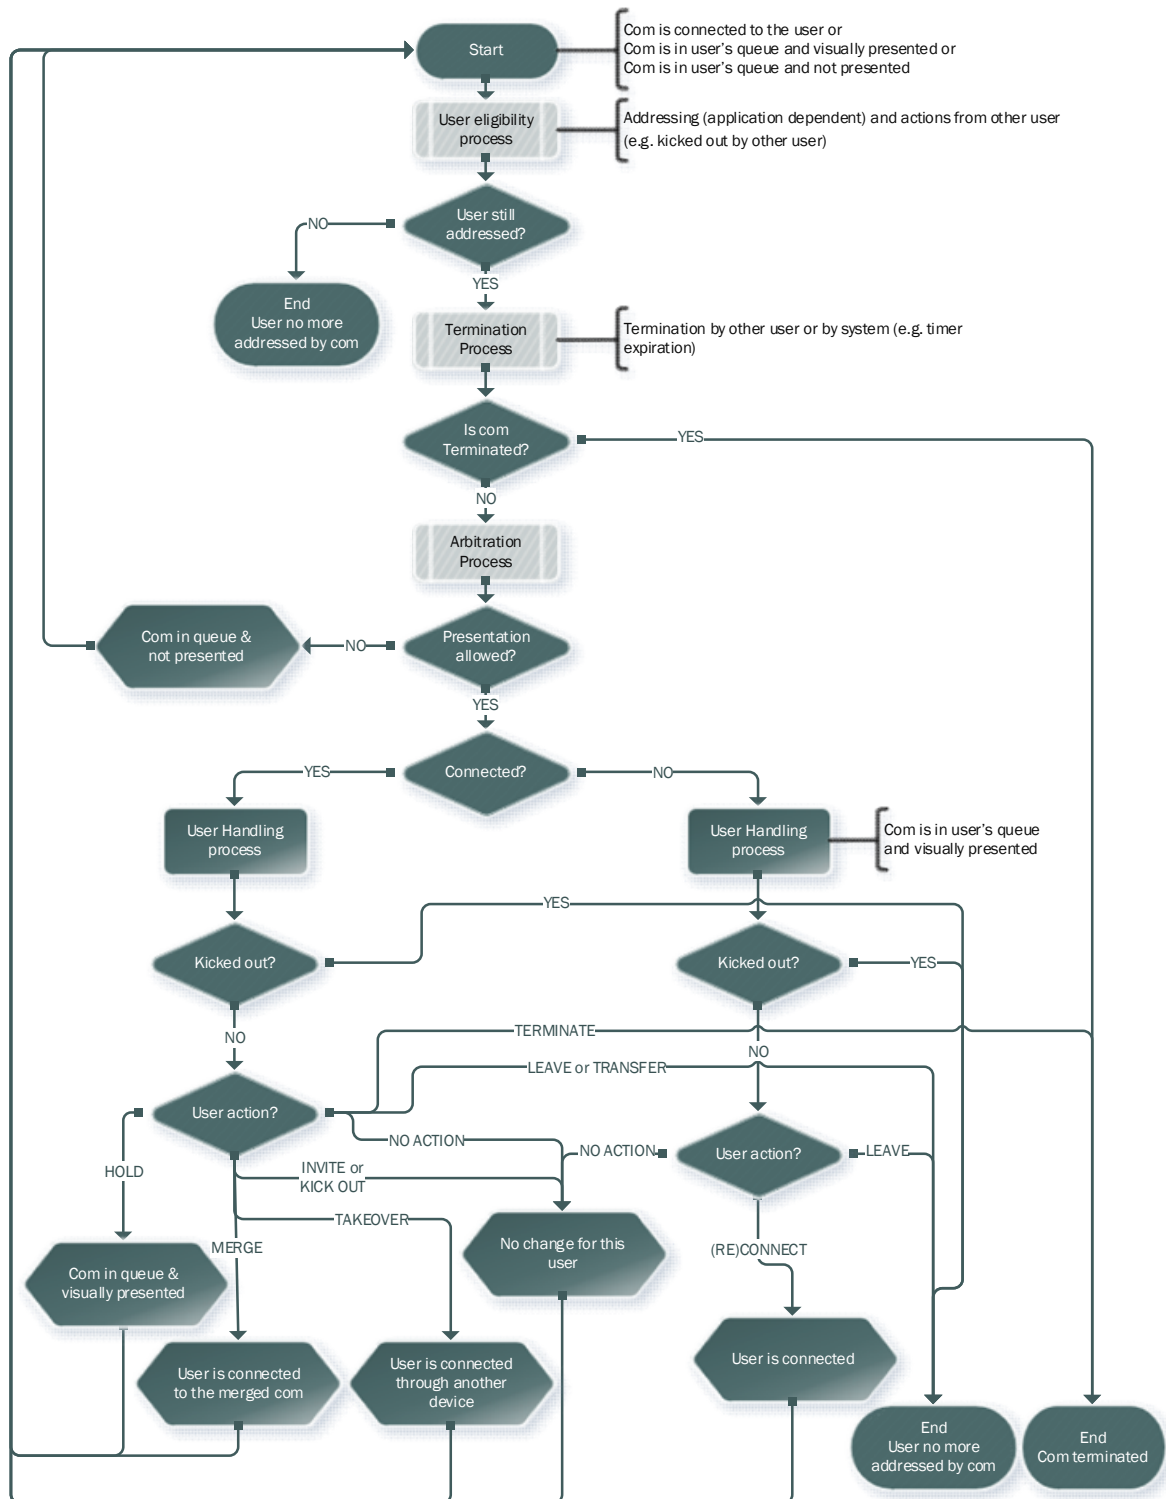 Start
Com is connected to the user or
Com is in user's queue and visually presented or
Com is in user's queue and not presented
User eligibility
process
Addressing (application dependent) and actions from other user
(e.g. kicked out by other user)
User still
addressed?
NO
YES
End
User no more
addressed by com
Termination
Process
Termination by other user or by system (e.g. timer
expiration)
Is com
Terminated?
YES
NO
Arbitration
Process
Presentation
allowed?
NO
Com in queue &
not presented
YES
Connected?
YES
NO
User Handling
process
User Handling
process
Com is in user's queue
and visually presented
YES
Kicked out?
Kicked out?
YES
NO
TERMINATE
NO
LEAVE or TRANSFER
User action?
NO ACTION
NO ACTION
User action?
LEAVE
HOLD
INVITE or
KICK OUT
TAKEOVER
MERGE
No change for this
user
(RE)CONNECT
Com in queue &
visually presented
User is connected
to the merged com
User is connected
through another
device
User is connected
End
User no more
addressed by com
End
Com terminated